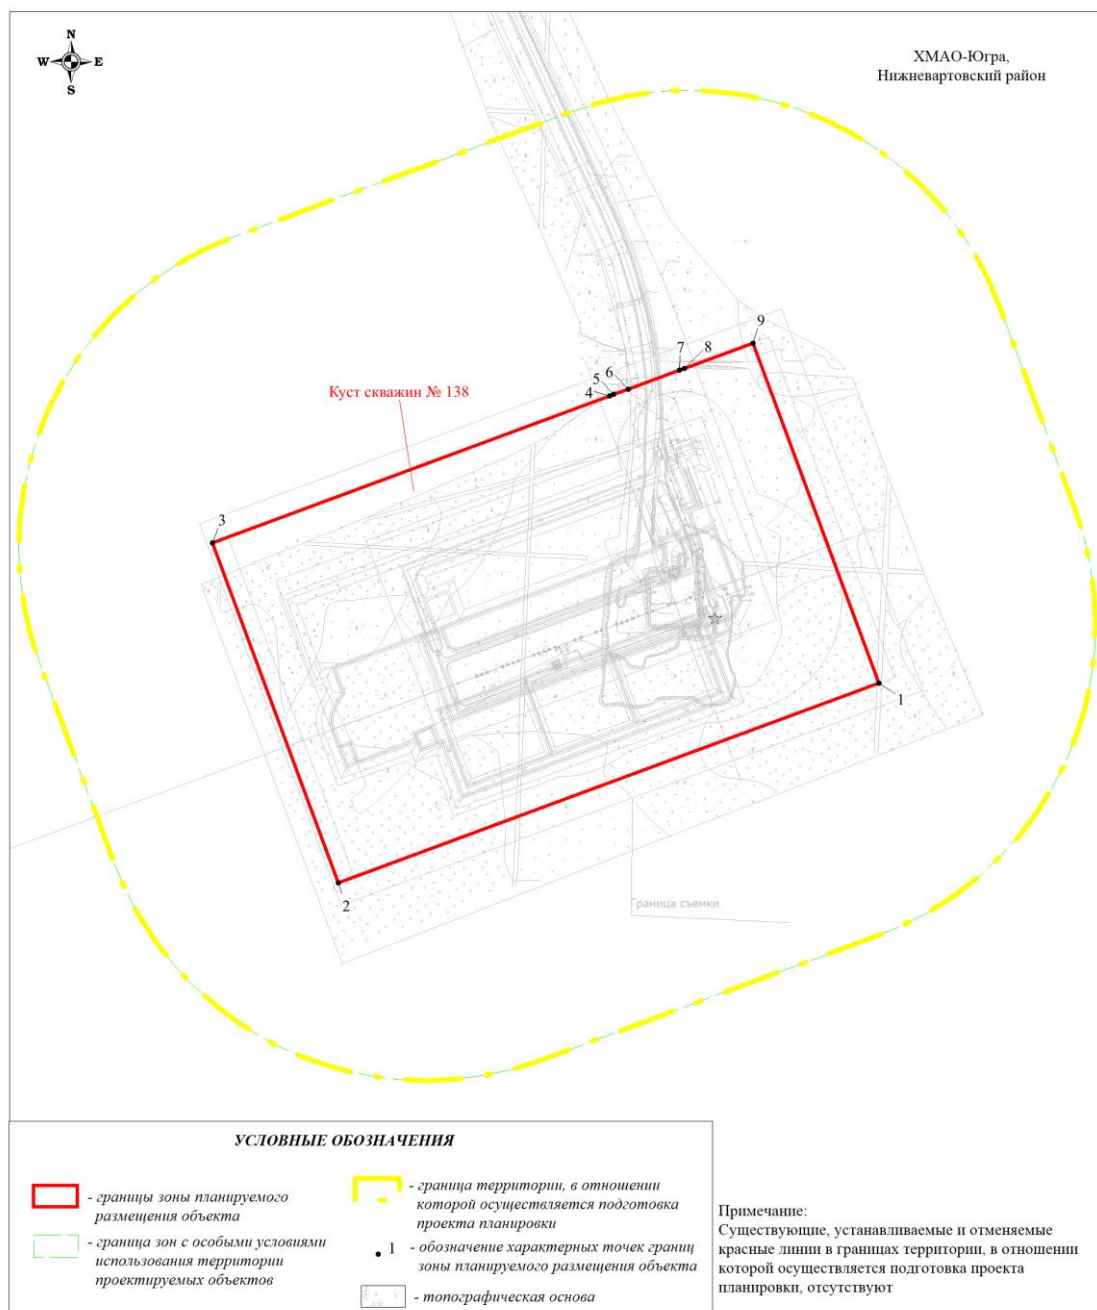 N
W E
S
ХМАО-Югра,
Нижневартовский район
9
7 8
6
5
4
Куст скважин № 138
3
1
2
Граница съемки
УСЛОВНЫЕ ОБОЗНАЧЕНИЯ
- границы зоны планируемого
размещения объекта
- граница зон с особыми условиями
использования территории
проектируемых объектов
- граница территории, в отношении
которой осуществляется подготовка
проекта планировки
1 - обозначение характерных точек границ
зоны планируемого размещения объекта
- топографическая основа
Примечание:
Существующие, устанавливаемые и отменяемые
красные линии в границах территории, в отношении
которой осуществляется подготовка проекта
планировки, отсутствуют